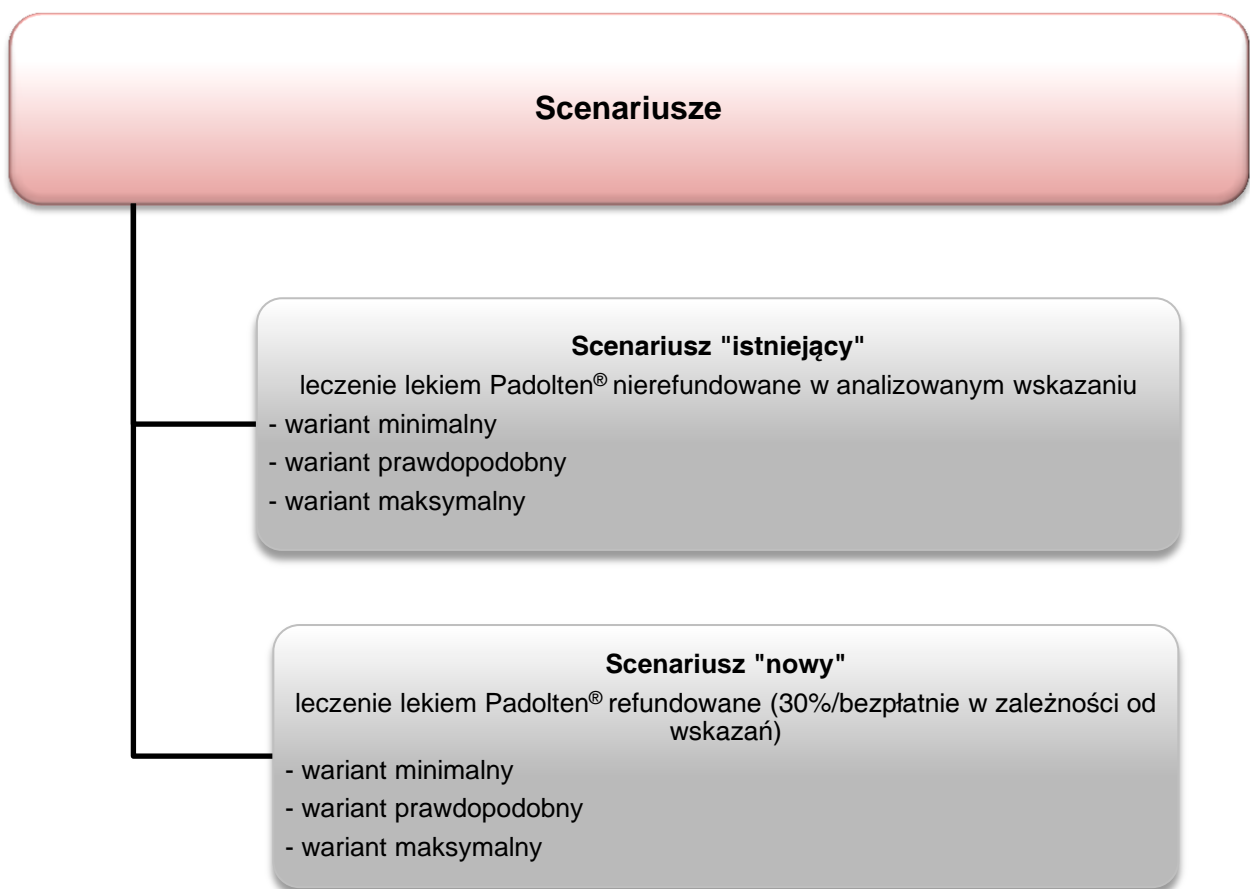 Scenariusze
Scenariusz "istniejący"
leczenie lekiem Padolten® nierefundowane w analizowanym wskazaniu
- wariant minimalny
- wariant prawdopodobny
- wariant maksymalny
Scenariusz "nowy"
leczenie lekiem Padolten® refundowane (30%/bezpłatnie w zależności od
wskazań)
- wariant minimalny
- wariant prawdopodobny
- wariant maksymalny